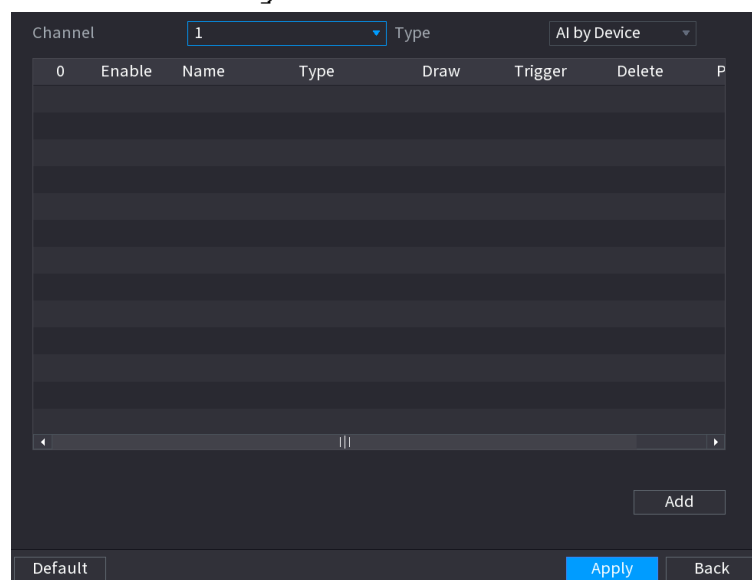 Channel 1 Type AI by Device
0 Enable Name Type Draw Trigger Delete P
Add
Default Apply Back